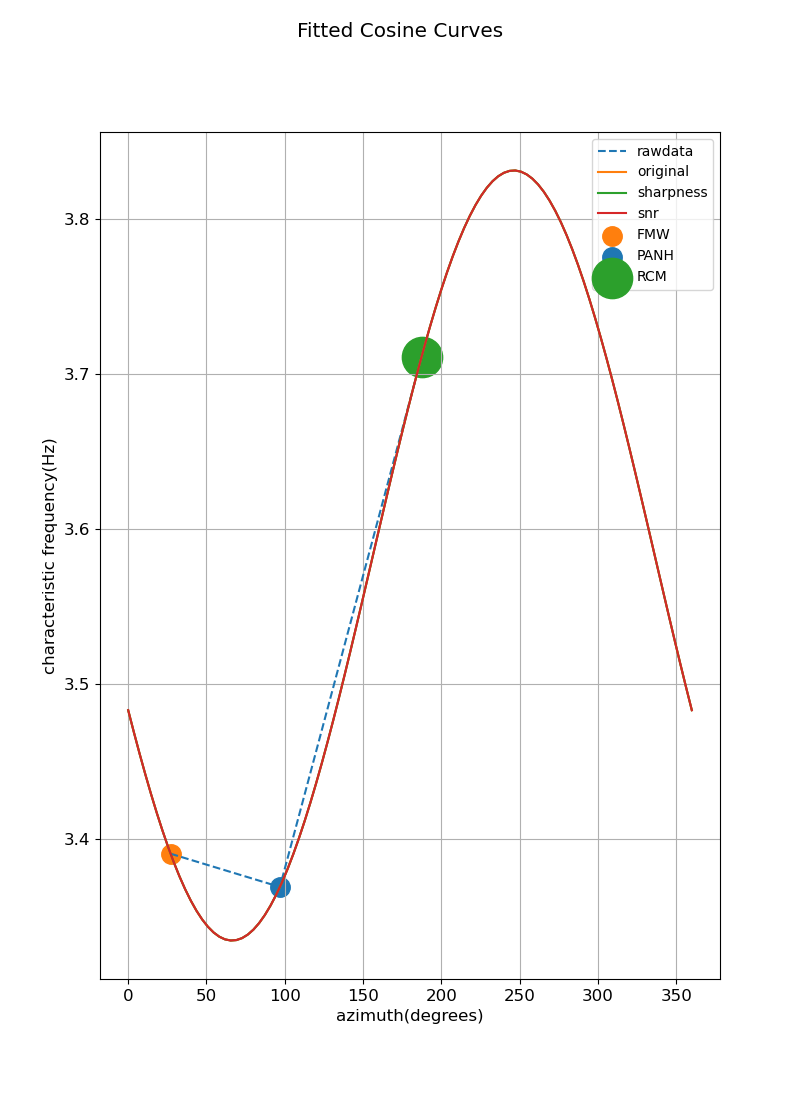 Fitted Cosine Curves
rawdata
original
sharpness
snr
FMW
PANH
RCM
3.8
3.7
3.6
3.5
3.4
characteristic frequency(Hz)
0 50 100 150 200 250 300 350
azimuth(degrees)